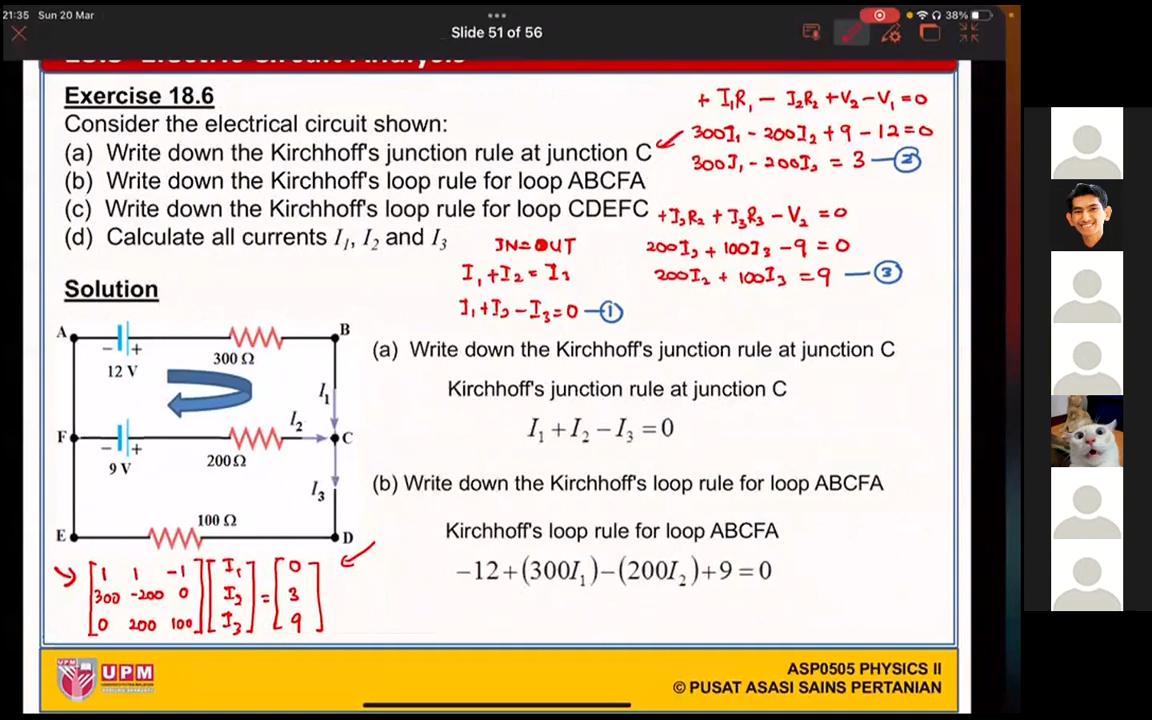 21:35 Sun 20 Mar
38%
Slide 51 of 56
Exercise 18.6
Consider the electrical circuit shown:
(a) Write down the Kirchhoff's junction rule at junction C
(b) Write down the Kirchhoff's loop rule for loop ABCFA
(c) Write down the Kirchhoff's loop rule for loop CDEFC
(d) Calculate all currents I1, I2 and I3
+ I1R1 - I2R2 + V2 - V1 = 0
300I1 - 200I2 + 9 - 12 = 0
300I1 - 200I2 = 3 — ②
+I2R2 + I3R3 - V2 = 0
200I2 + 100I3 - 9 = 0
200I2 + 100I3 = 9 — ③
IN = OUT
I1 + I2 = I3
I1 + I2 - I3 = 0 — ①
Solution
A
B
- +
12 V
300 Ω
I1
I2
F
C
- +
9 V
200Ω
I3
100 Ω
E
D
[1 1 -1] [I1] = [0]
[300 -200 0] [I2] [3]
[0 200 100] [I3] [9]
(a) Write down the Kirchhoff's junction rule at junction C
Kirchhoff's junction rule at junction C
I1 + I2 − I3 = 0
(b) Write down the Kirchhoff's loop rule for loop ABCFA
Kirchhoff's loop rule for loop ABCFA
−12 + (300I1) − (200I2) + 9 = 0
UPM
ASP0505 PHYSICS II
© PUSAT ASASI SAINS PERTANIAN